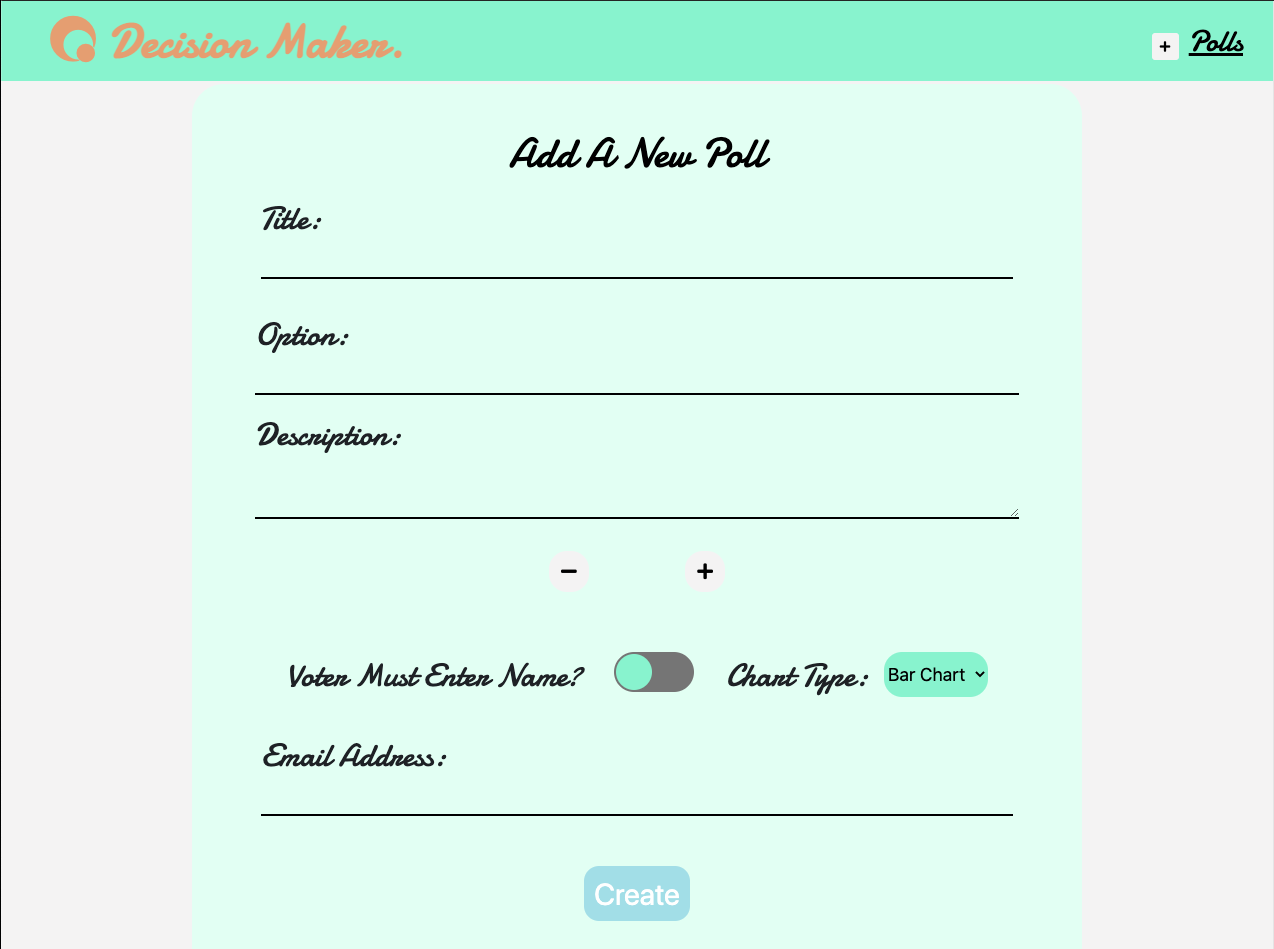 Decision Maker.
+ Polls
Add A New Poll
Title:
Option:
Description:
− +
Voter Must Enter Name? Chart Type: Bar Chart
Email Address:
Create